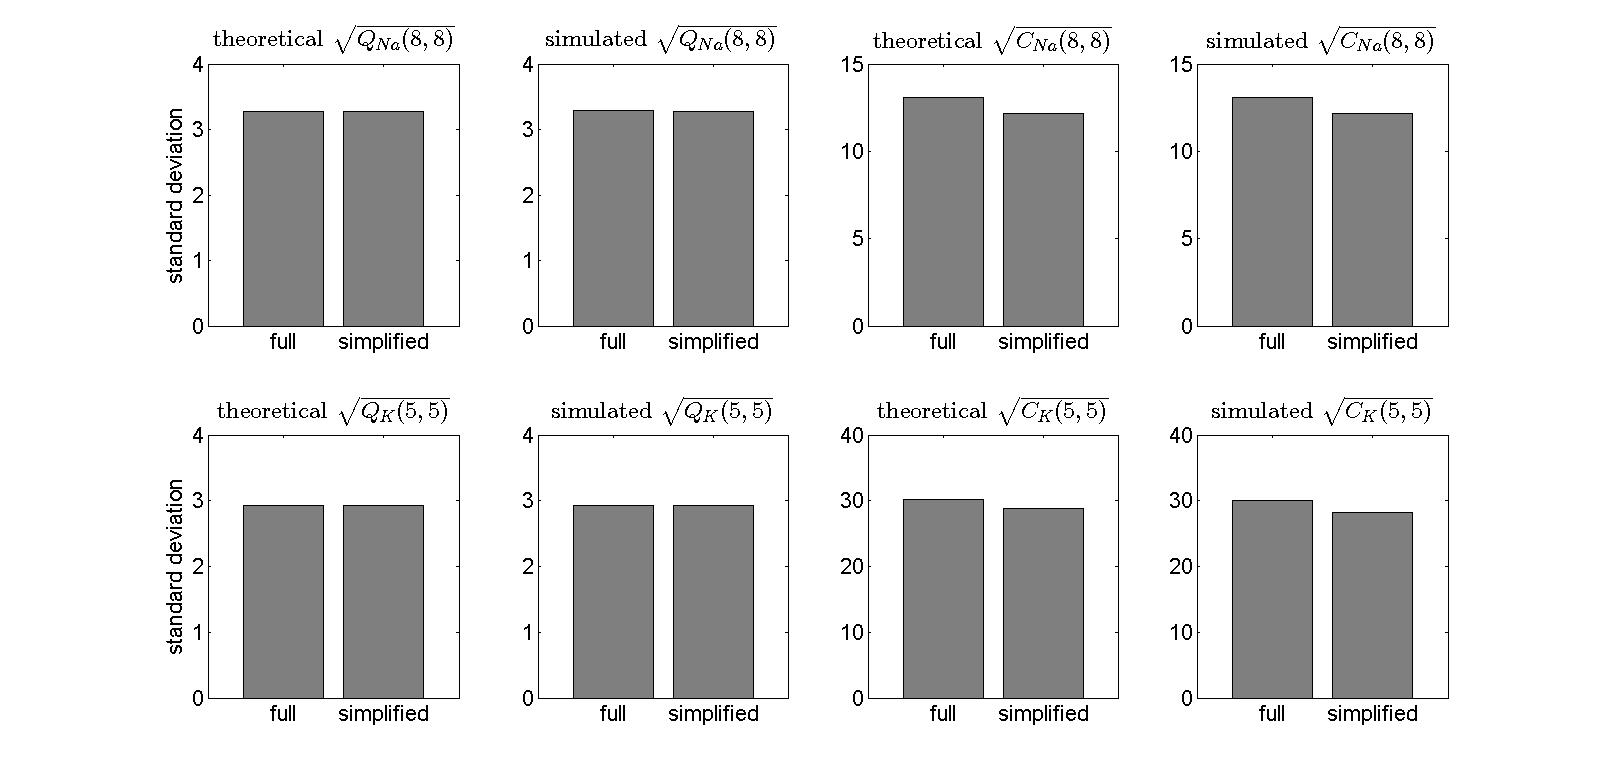 theoretical √Q_Na(8, 8)
simulated √Q_Na(8, 8)
theoretical √C_Na(8, 8)
simulated √C_Na(8, 8)
standard deviation
4
3
2
1
0
full simplified
4
3
2
1
0
full simplified
15
10
5
0
full simplified
15
10
5
0
full simplified
theoretical √Q_K(5, 5)
simulated √Q_K(5, 5)
theoretical √C_K(5, 5)
simulated √C_K(5, 5)
standard deviation
4
3
2
1
0
full simplified
4
3
2
1
0
full simplified
40
30
20
10
0
full simplified
40
30
20
10
0
full simplified